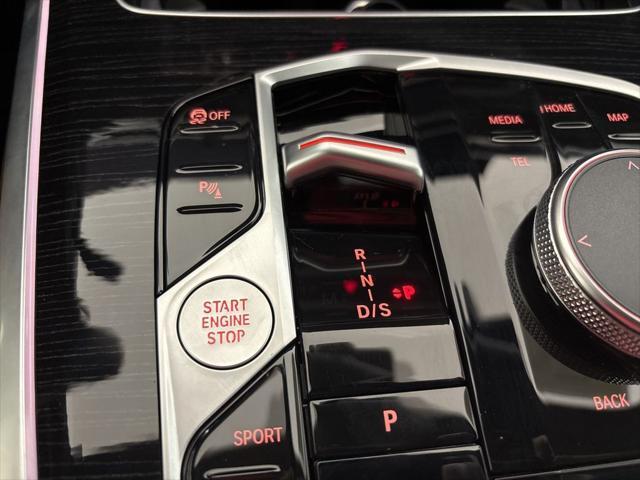 OFF
P
START
ENGINE
STOP
SPORT
R
N
D/S
P
P
MEDIA
HOME
MAP
TEL
BACK